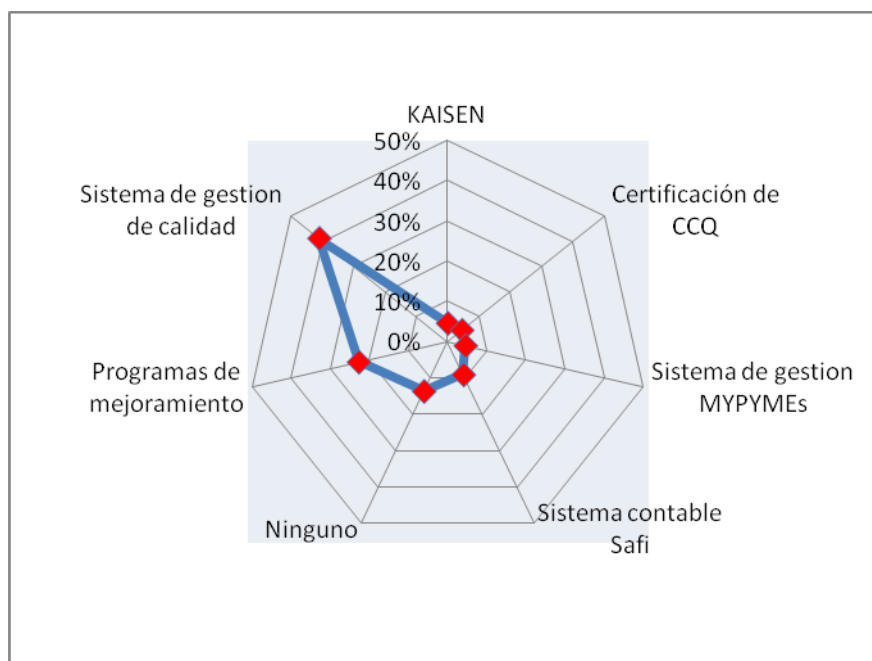 KAISEN
50%
40%
30%
20%
10%
0%
Certificación de
CCQ
Sistema de gestion
MYPYMEs
Sistema contable
Safi
Ninguno
Programas de
mejoramiento
Sistema de gestion
de calidad